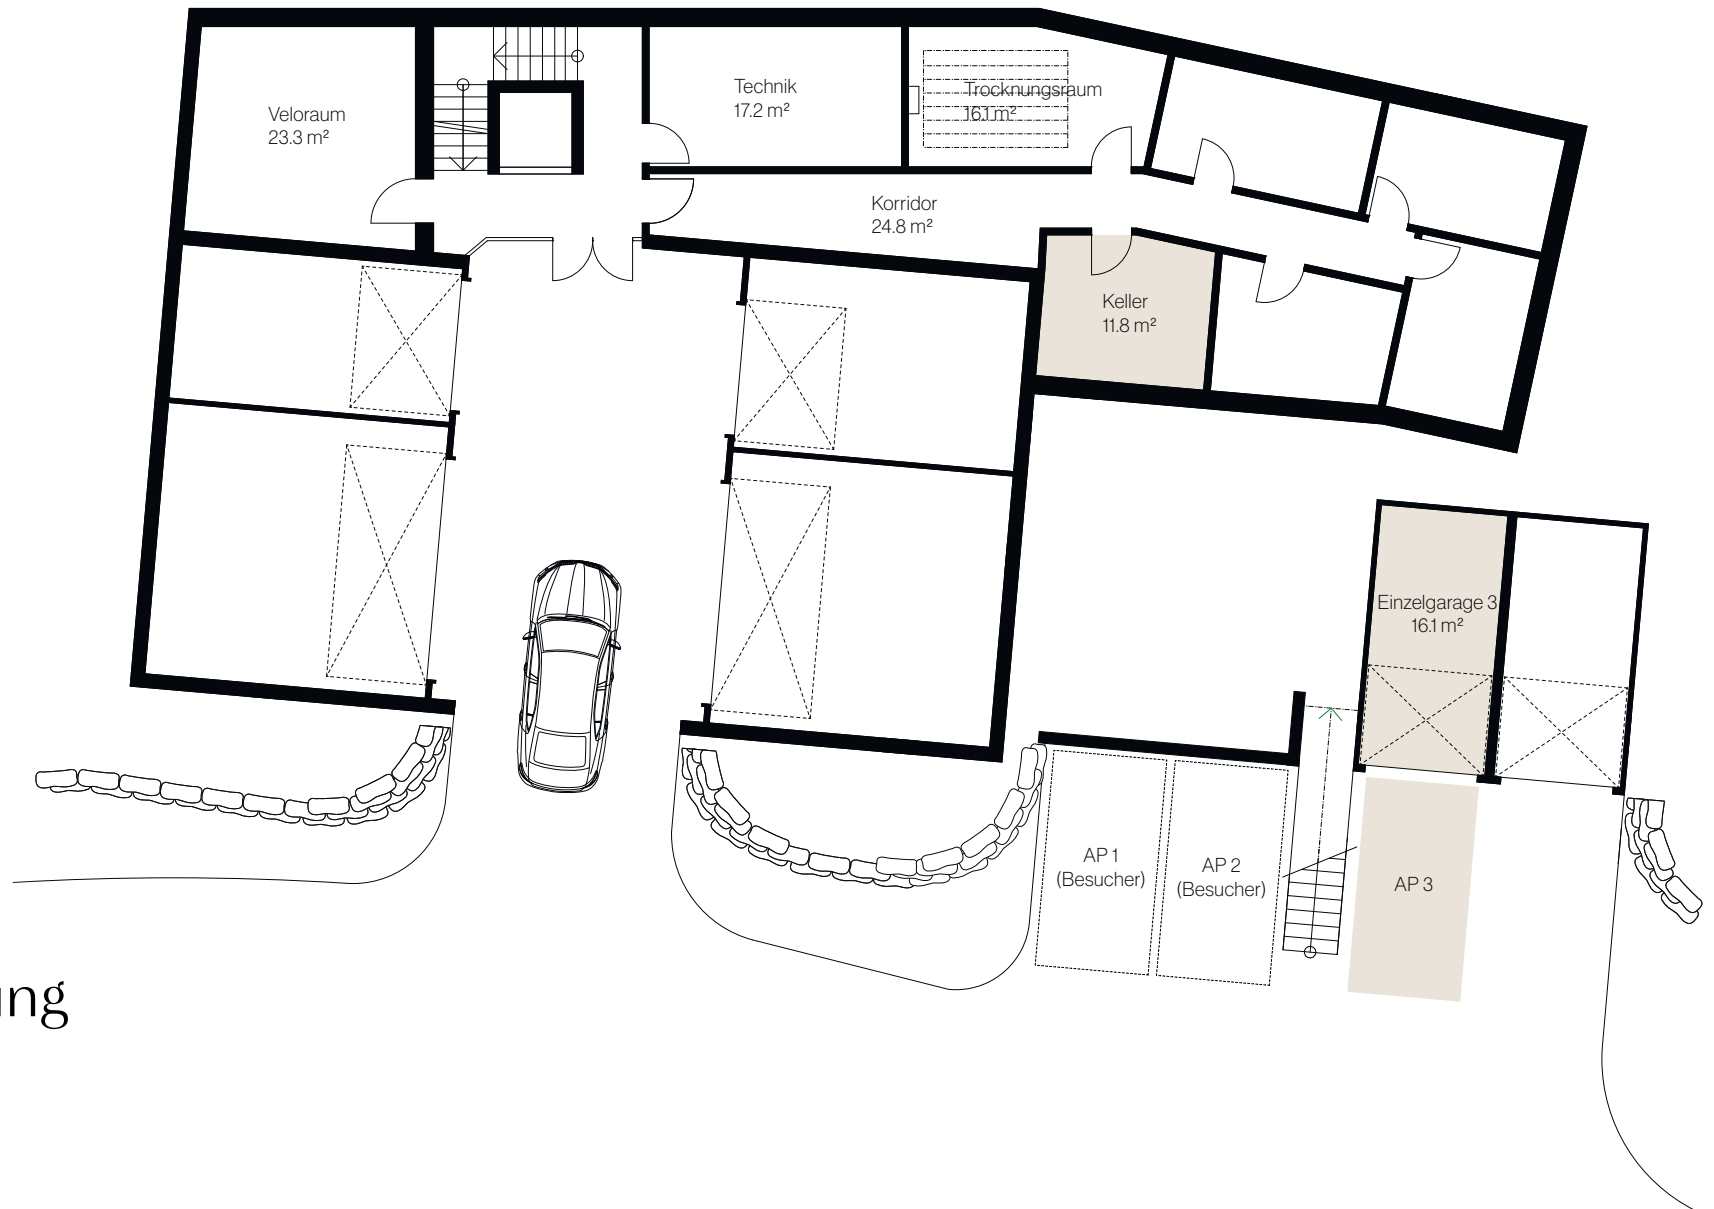 Veloraum
23.3 m²
Technik
17.2 m²
Trocknungsraum
16.1 m²
Korridor
24.8 m²
Keller
11.8 m²
Einzelgarage 3
16.1 m²
AP 1
(Besucher)
AP 2
(Besucher)
AP 3
ung